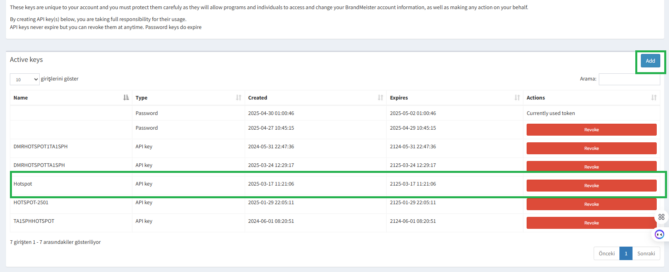 These keys are unique to your account and you must protect them carefuly as they will allow programs and individuals to access and change your BrandMeister account information, as well as making any action on your behalf.
By creating API key(s) below, you are taking full responsibility for their usage.
API keys never expire but you can revoke them at anytime. Password keys do expire
Active keys
Add
10 girişlerini göster
Arama:
Name Type Created Expires Actions
Password 2025-04-30 01:00:46 2025-05-02 01:00:46 Currently used token
Password 2025-04-27 10:45:15 2025-04-29 10:45:15 Revoke
DMRHOTSPOT1TA1SPH API key 2024-05-31 22:47:36 2124-05-31 22:47:36 Revoke
DMRHOTSPOTTA1SPH API key 2025-03-24 12:29:17 2125-03-24 12:29:17 Revoke
Hotspot API key 2025-03-17 11:21:06 2125-03-17 11:21:06 Revoke
HOTSPOT-2501 API key 2025-01-29 22:05:11 2125-01-29 22:05:11 Revoke
TA1SPHHOTSPOT API key 2024-06-01 08:20:51 2124-06-01 08:20:51 Revoke
7 girişten 1 - 7 arasındakiler gösteriliyor
Önceki 1 Sonraki